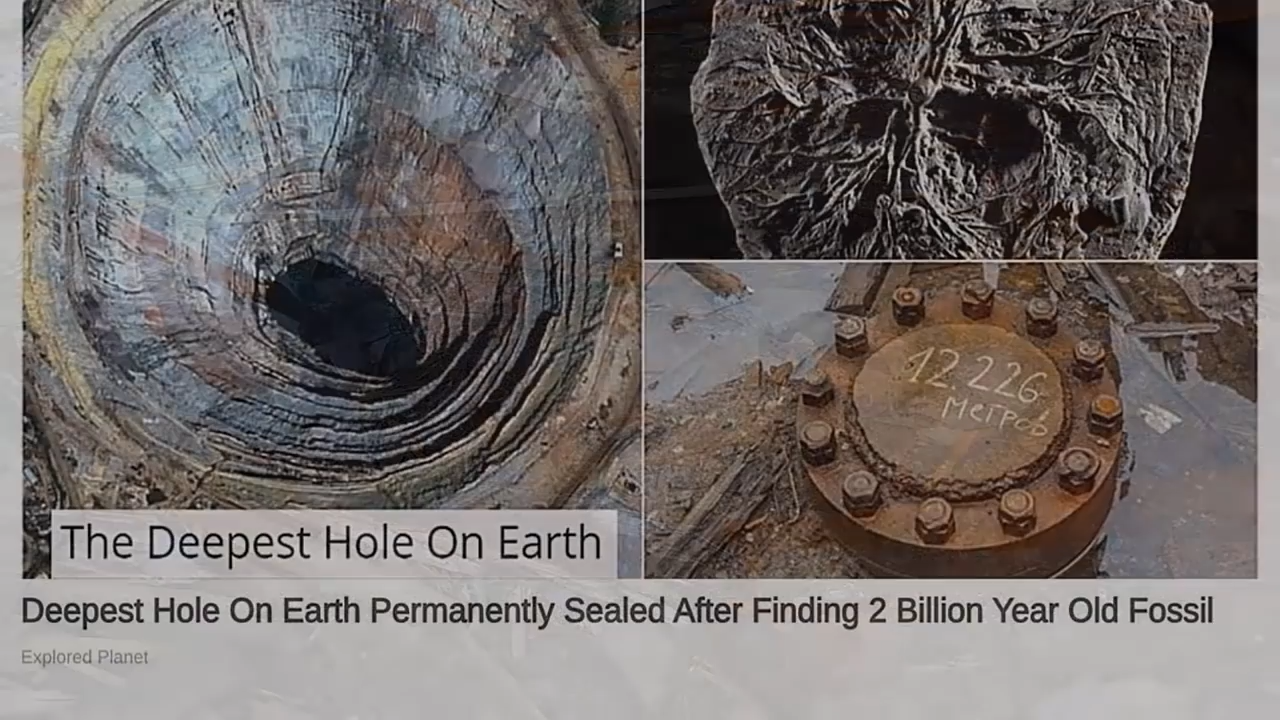 The Deepest Hole On Earth
12.226
метров
Deepest Hole On Earth Permanently Sealed After Finding 2 Billion Year Old Fossil
Explored Planet